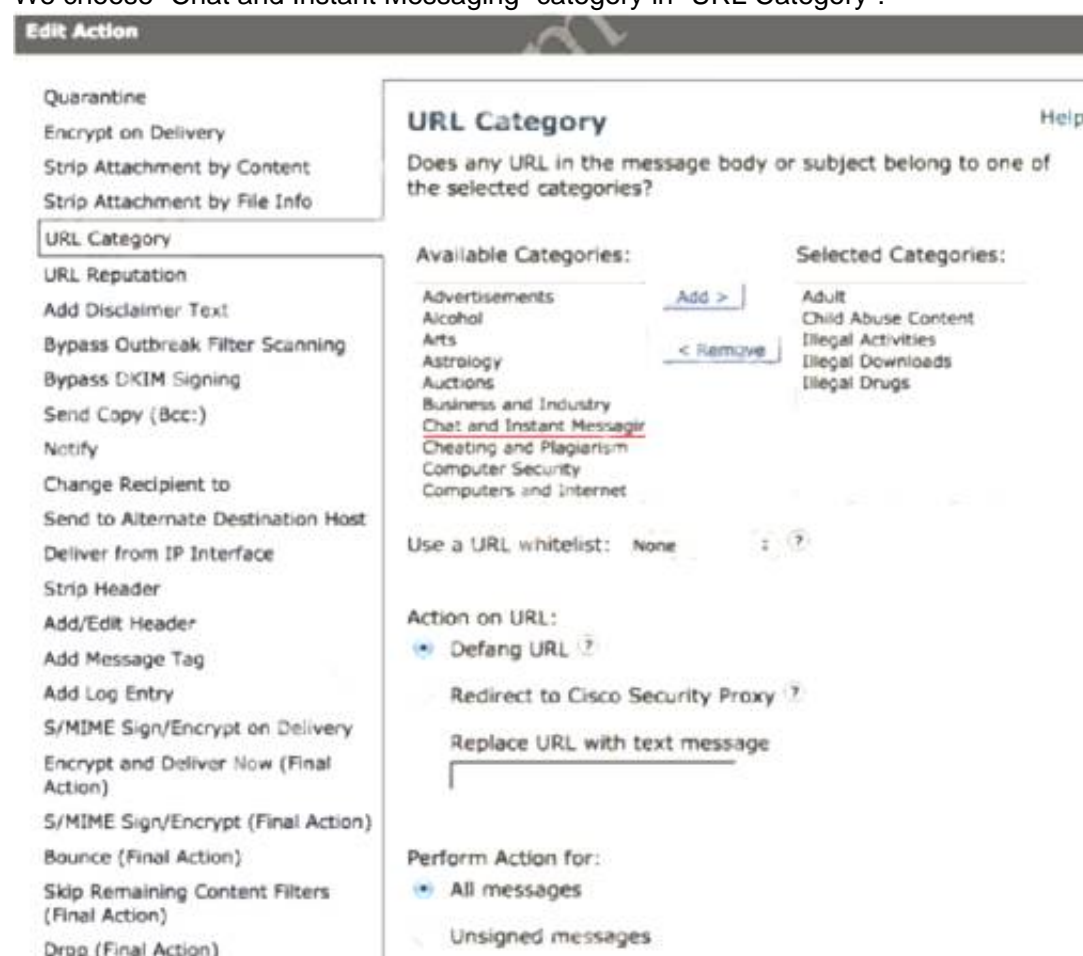 We choose "Chat and Instant Messaging" category in "URL Category":
Edit Action
Quarantine
Encrypt on Delivery
Strip Attachment by Content
Strip Attachment by File Info
URL Category
URL Reputation
Add Disclaimer Text
Bypass Outbreak Filter Scanning
Bypass DKIM Signing
Send Copy (Bcc:)
Notify
Change Recipient to
Send to Alternate Destination Host
Deliver from IP Interface
Strip Header
Add/Edit Header
Add Message Tag
Add Log Entry
S/MIME Sign/Encrypt on Delivery
Encrypt and Deliver Now (Final
Action)
S/MIME Sign/Encrypt (Final Action)
Bounce (Final Action)
Skip Remaining Content Filters
(Final Action)
Drop (Final Action)
URL Category
Help
Does any URL in the message body or subject belong to one of
the selected categories?
Available Categories:
Advertisements
Alcohol
Arts
Astrology
Auctions
Business and Industry
Chat and Instant Messagir
Cheating and Plagiarism
Computer Security
Computers and Internet
Add >
< Remove
Selected Categories:
Adult
Child Abuse Content
Illegal Activities
Illegal Downloads
Illegal Drugs
Use a URL whitelist: None ?
Action on URL:
Defang URL ?
Redirect to Cisco Security Proxy ?
Replace URL with text message
Perform Action for:
All messages
Unsigned messages